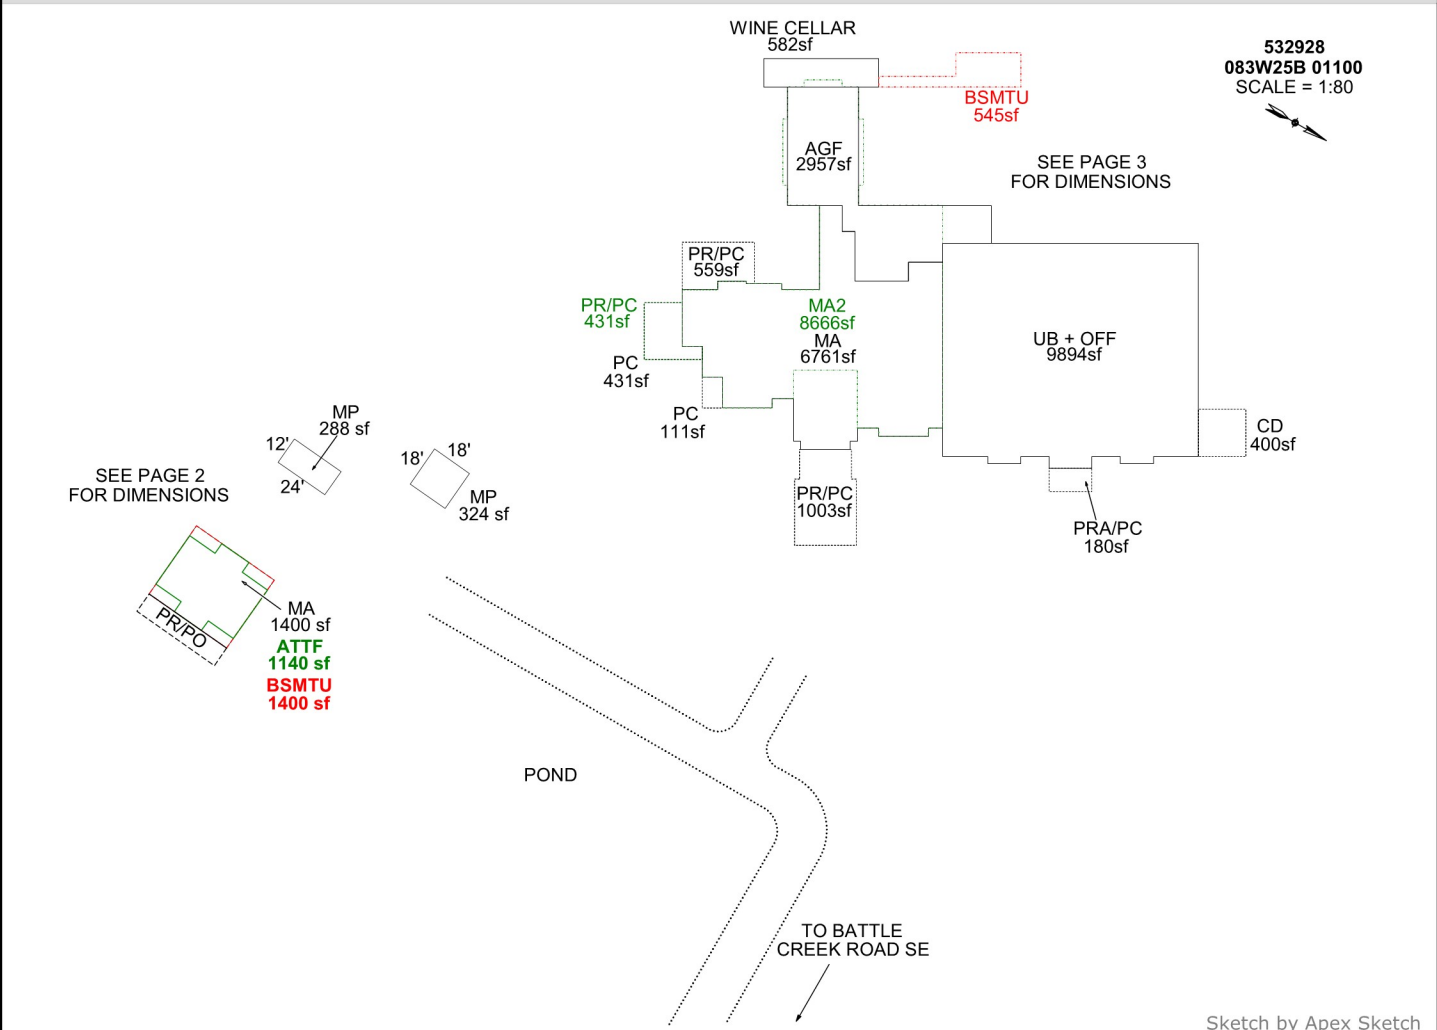 WINE CELLAR
582sf
532928
083W25B 01100
SCALE = 1:80
BSMTU
545sf
AGF
2957sf
SEE PAGE 3
FOR DIMENSIONS
PR/PC
559sf
PR/PC
431sf
MA2
8666sf
MA
6761sf
UB + OFF
9894sf
PC
431sf
PC
111sf
CD
400sf
MP
288 sf
12'
24'
18'
18'
MP
324 sf
SEE PAGE 2
FOR DIMENSIONS
PR/PC
1003sf
PRA/PC
180sf
PR/PO
MA
1400 sf
ATTF
1140 sf
BSMTU
1400 sf
POND
TO BATTLE
CREEK ROAD SE
Sketch by Apex Sketch